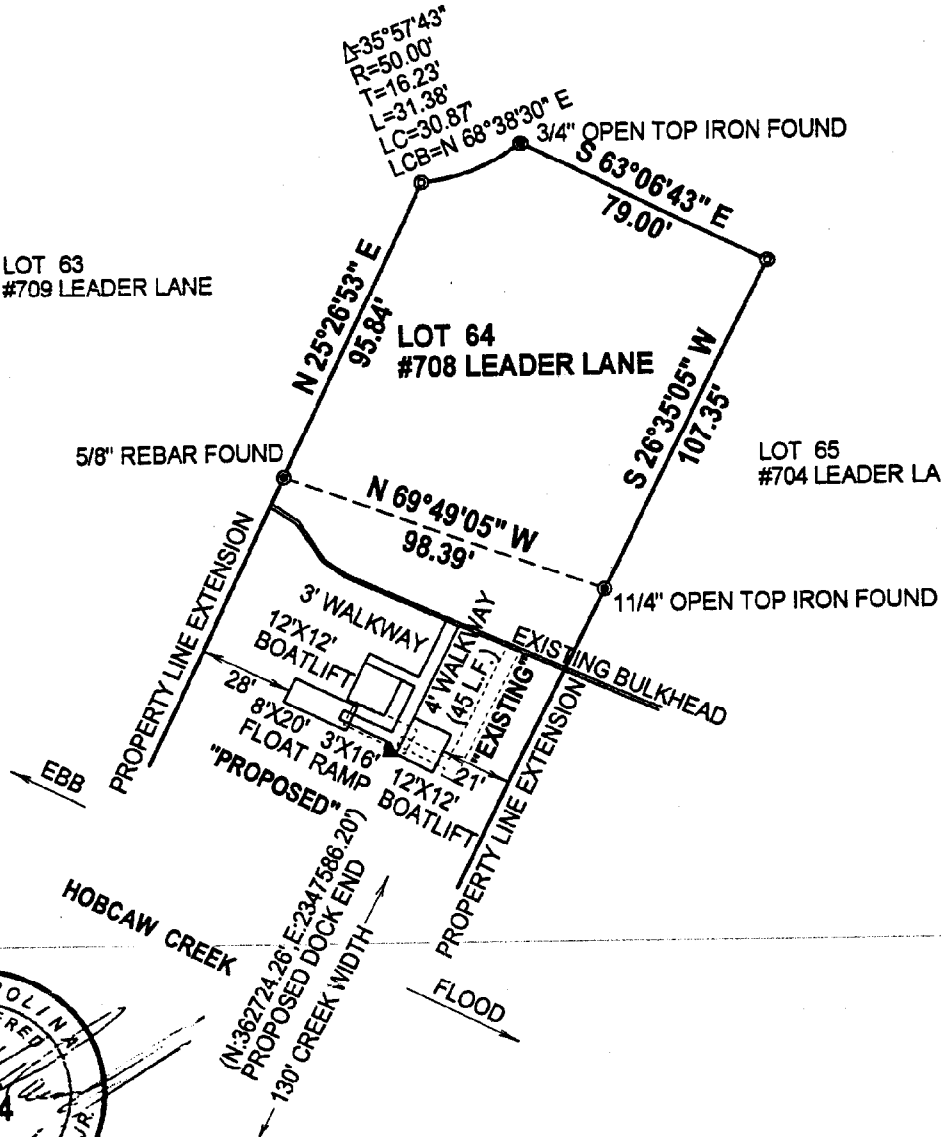 Δ=35°57'43"
R=50.00'
T=16.23'
L=31.38'
LC=30.87'
LCB=N 68°38'30" E
3/4" OPEN TOP IRON FOUND
S 63°06'43" E
79.00'
LOT 63
#709 LEADER LANE
N 25°26'53" E
95.84'
LOT 64
#708 LEADER LANE
S 26°35'05" W
107.35'
LOT 65
#704 LEADER LA
5/8" REBAR FOUND
N 69°49'05" W
98.39'
11/4" OPEN TOP IRON FOUND
PROPERTY LINE EXTENSION
3' WALKWAY
12'X12'
BOATLIFT
4' WALKWAY
(45 L.F.)
"EXISTING"
EXISTING BULKHEAD
28'
8'X20'
FLOAT
3'X16'
RAMP
"PROPOSED"
12'X12'
BOATLIFT
21'
PROPERTY LINE EXTENSION
EBB
HOBCAW CREEK
(N:362724.26' E:2347586.20')
PROPOSED DOCK END
130' CREEK WIDTH
FLOOD
OLINA
ERED
4
JR.